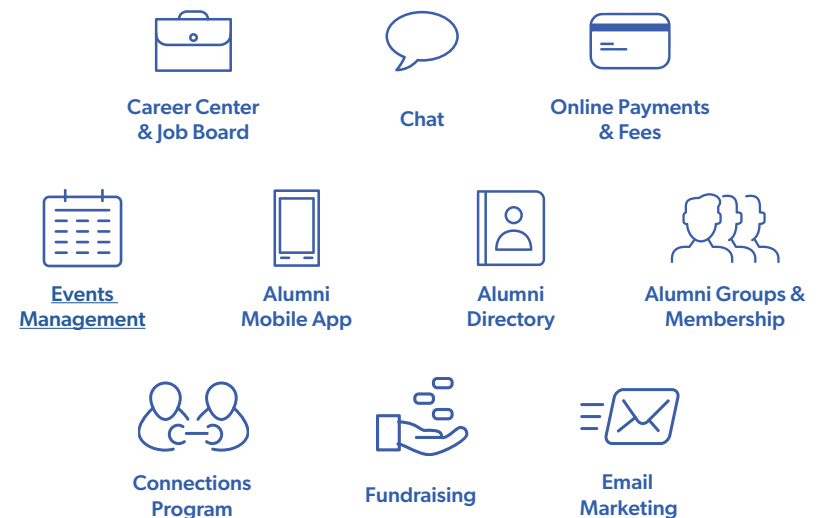 Career Center
& Job Board
Chat
Online Payments
& Fees
Events
Management
Alumni
Mobile App
Alumni
Directory
Alumni Groups &
Membership
Connections
Program
Fundraising
Email
Marketing